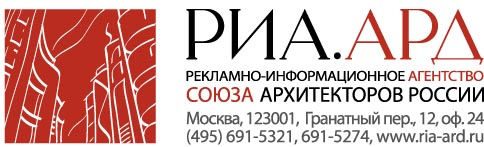 РИА.АРД
РЕКЛАМНО-ИНФОРМАЦИОННОЕ АГЕНТСТВО
СОЮЗА АРХИТЕКТОРОВ РОССИИ
Москва, 123001, Гранатный пер., 12, оф. 24
(495) 691-5321, 691-5274, www.ria-ard.ru